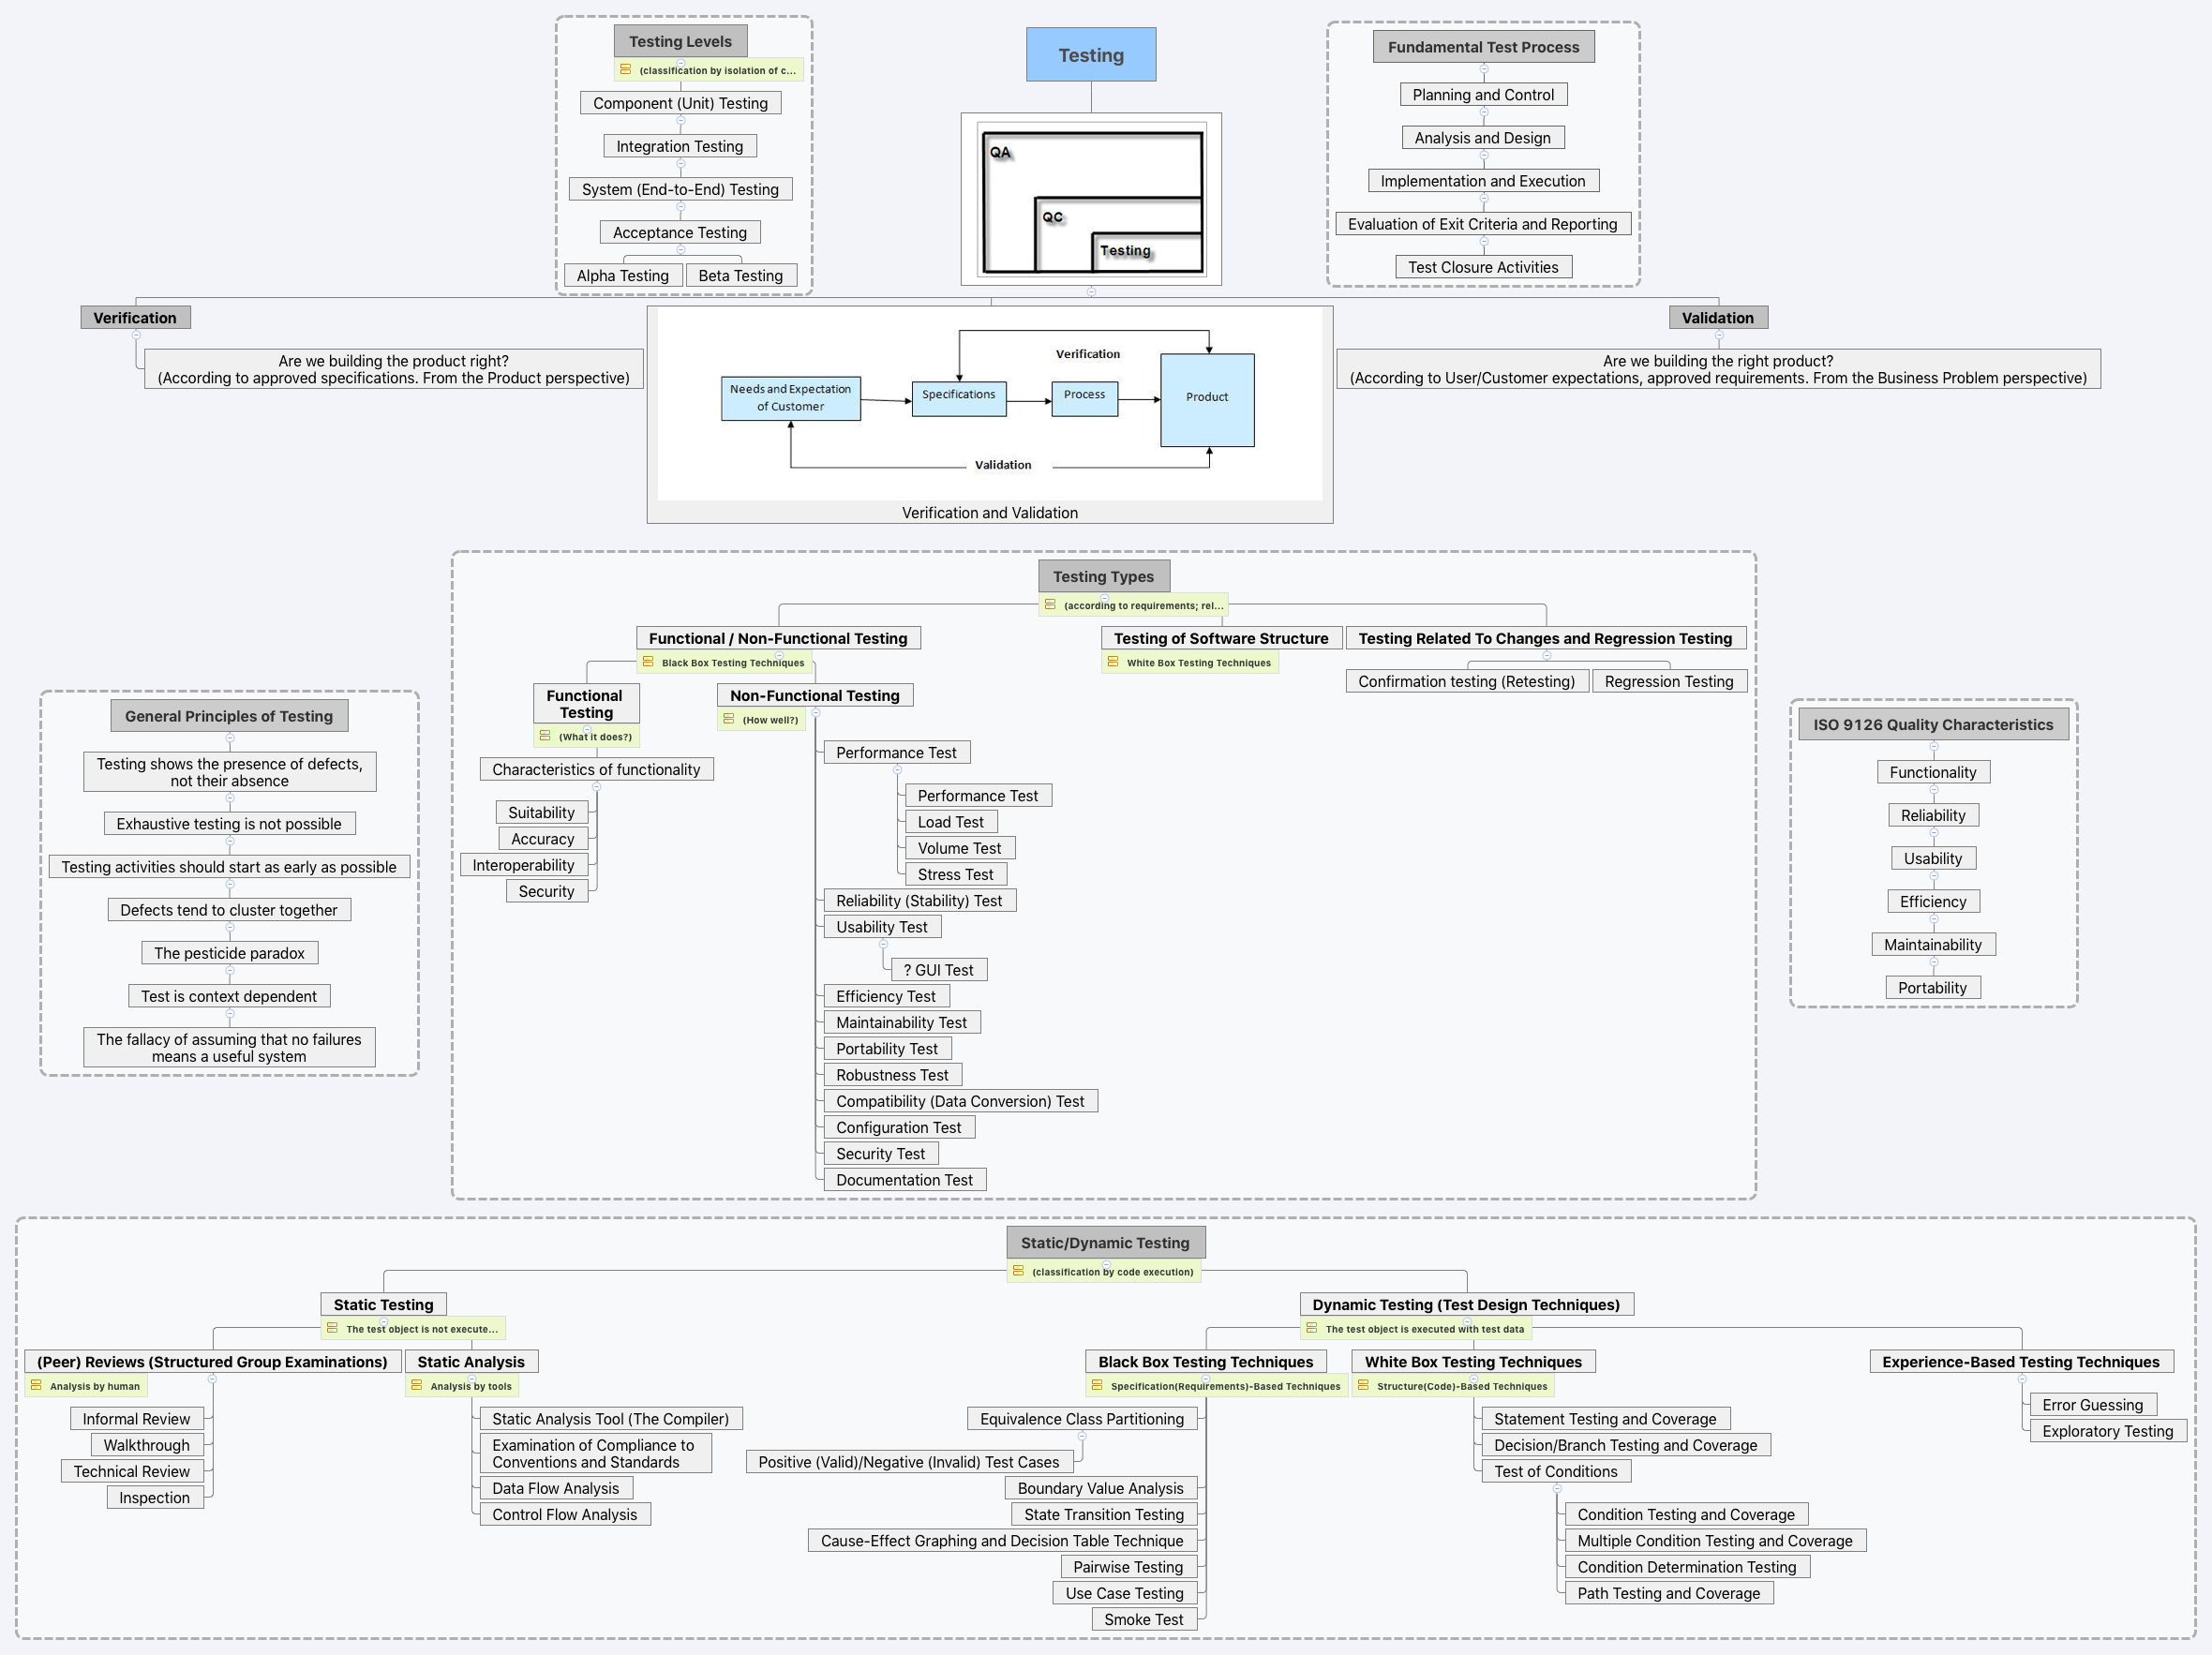 Testing Levels
(classification by isolation of c...
Component (Unit) Testing
Integration Testing
System (End-to-End) Testing
Acceptance Testing
Alpha Testing
Beta Testing
Testing
QA
QC
Testing
Fundamental Test Process
Planning and Control
Analysis and Design
Implementation and Execution
Evaluation of Exit Criteria and Reporting
Test Closure Activities
Verification
Are we building the product right?
(According to approved specifications. From the Product perspective)
Verification
Needs and Expectation
of Customer
Specifications
Process
Product
Validation
Verification and Validation
Validation
Are we building the right product?
(According to User/Customer expectations, approved requirements. From the Business Problem perspective)
Testing Types
(according to requirements; rel...
Functional / Non-Functional Testing
Black Box Testing Techniques
Testing of Software Structure
White Box Testing Techniques
Testing Related To Changes and Regression Testing
Confirmation testing (Retesting)
Regression Testing
Functional
Testing
(What it does?)
Characteristics of functionality
Suitability
Accuracy
Interoperability
Security
Non-Functional Testing
(How well?)
Performance Test
Performance Test
Load Test
Volume Test
Stress Test
Reliability (Stability) Test
Usability Test
? GUI Test
Efficiency Test
Maintainability Test
Portability Test
Robustness Test
Compatibility (Data Conversion) Test
Configuration Test
Security Test
Documentation Test
General Principles of Testing
Testing shows the presence of defects,
not their absence
Exhaustive testing is not possible
Testing activities should start as early as possible
Defects tend to cluster together
The pesticide paradox
Test is context dependent
The fallacy of assuming that no failures
means a useful system
ISO 9126 Quality Characteristics
Functionality
Reliability
Usability
Efficiency
Maintainability
Portability
Static/Dynamic Testing
(classification by code execution)
Static Testing
The test object is not execute...
(Peer) Reviews (Structured Group Examinations)
Analysis by human
Informal Review
Walkthrough
Technical Review
Inspection
Static Analysis
Analysis by tools
Static Analysis Tool (The Compiler)
Examination of Compliance to
Conventions and Standards
Data Flow Analysis
Control Flow Analysis
Dynamic Testing (Test Design Techniques)
The test object is executed with test data
Black Box Testing Techniques
Specification(Requirements)-Based Techniques
Equivalence Class Partitioning
Positive (Valid)/Negative (Invalid) Test Cases
Boundary Value Analysis
State Transition Testing
Cause-Effect Graphing and Decision Table Technique
Pairwise Testing
Use Case Testing
Smoke Test
White Box Testing Techniques
Structure(Code)-Based Techniques
Statement Testing and Coverage
Decision/Branch Testing and Coverage
Test of Conditions
Condition Testing and Coverage
Multiple Condition Testing and Coverage
Condition Determination Testing
Path Testing and Coverage
Experience-Based Testing Techniques
Error Guessing
Exploratory Testing